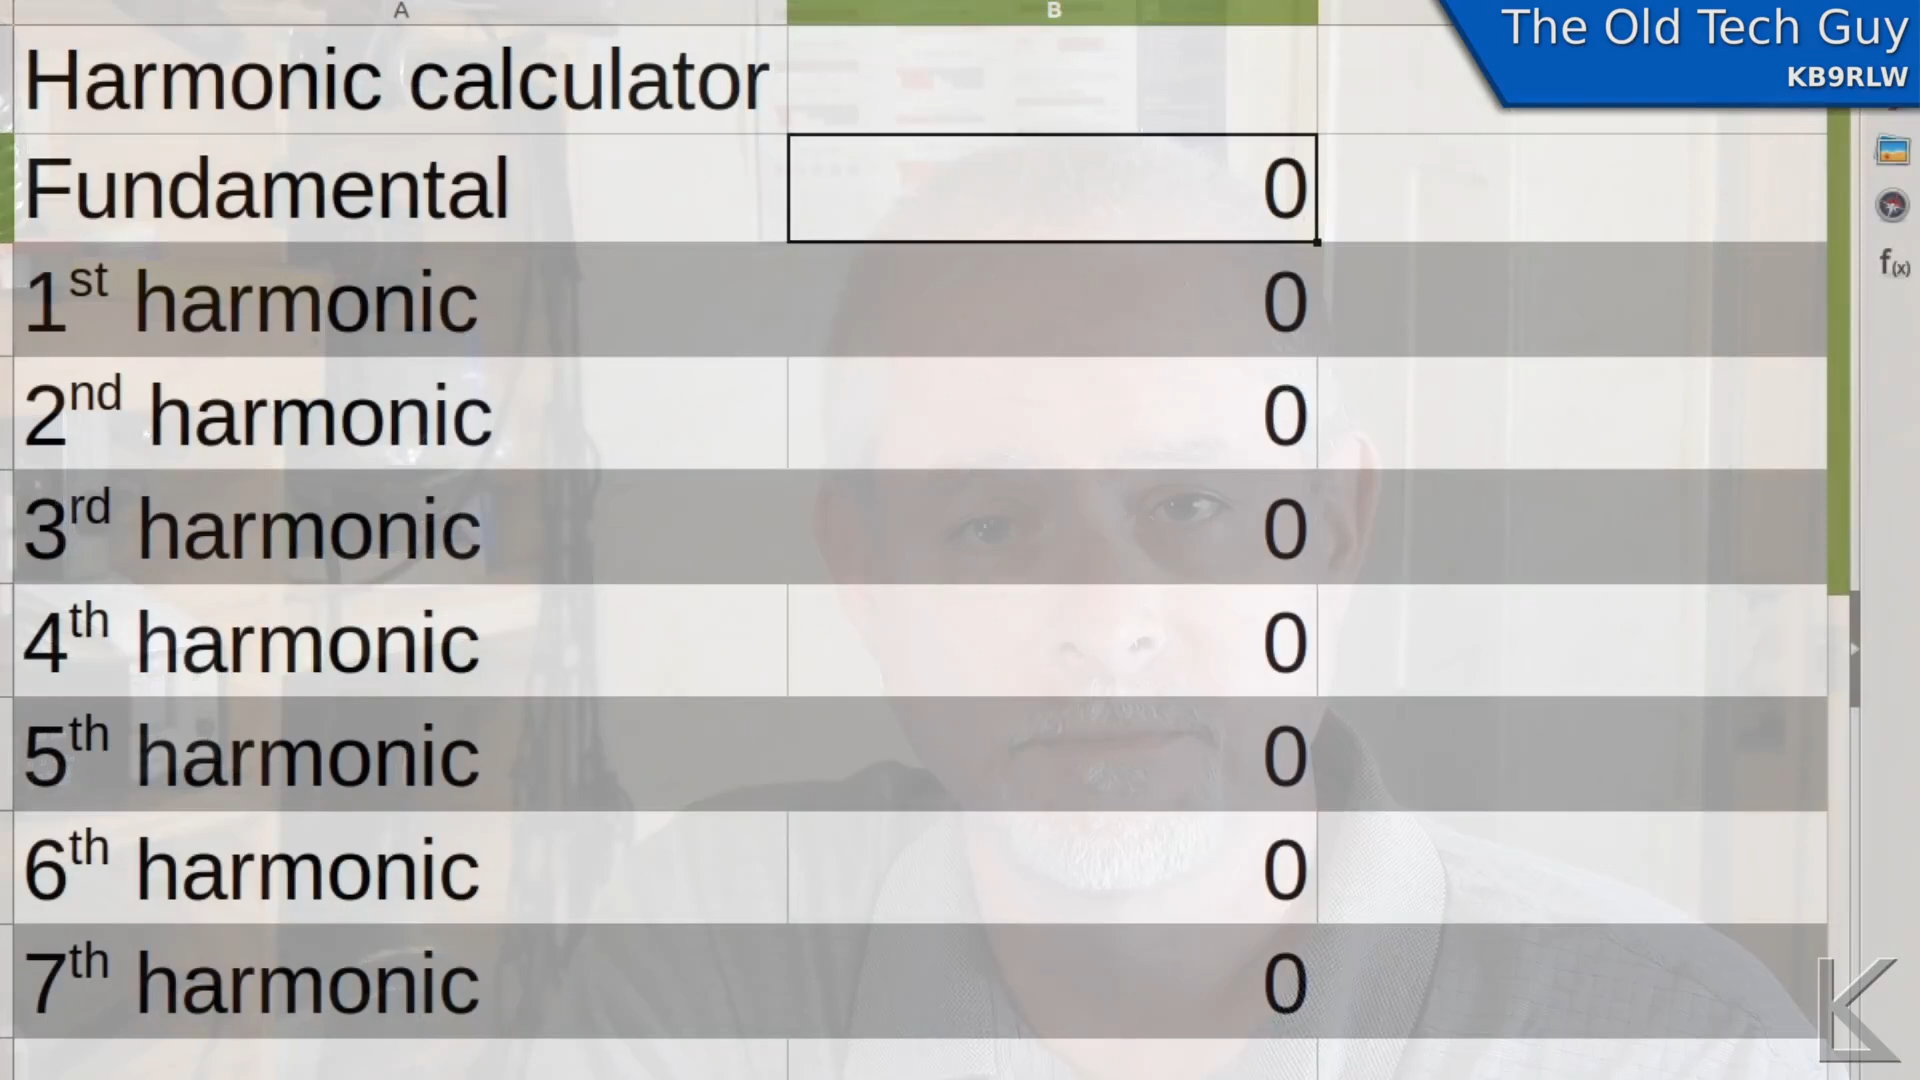 A B
The Old Tech Guy
KB9RLW
Harmonic calculator
Fundamental 0
1st harmonic 0
2nd harmonic 0
3rd harmonic 0
4th harmonic 0
5th harmonic 0
6th harmonic 0
7th harmonic 0
f(x)
K